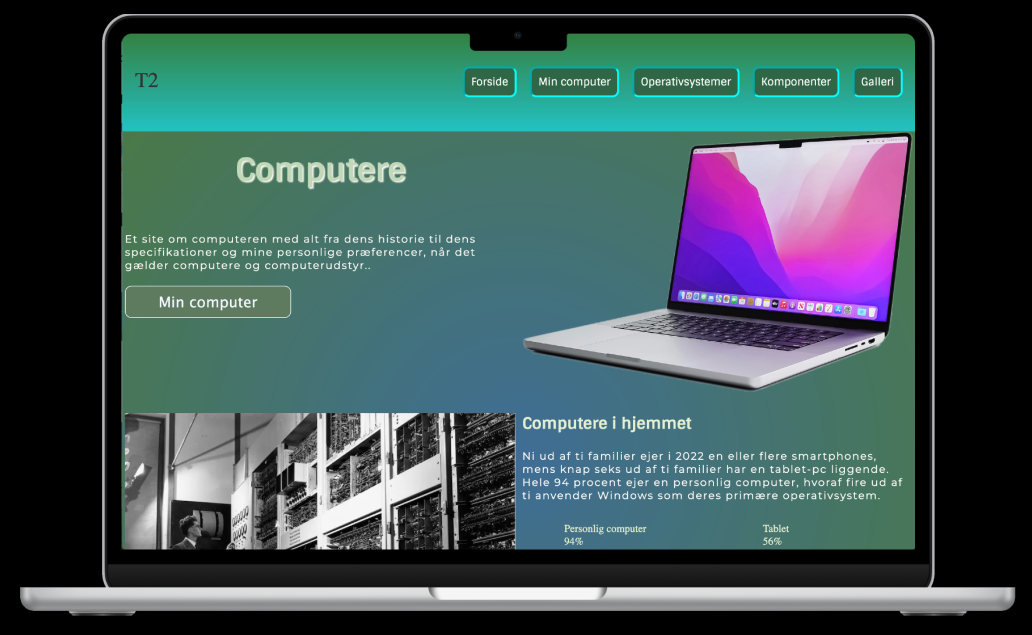 T2
Forside
Min computer
Operativsystemer
Komponenter
Galleri
Computere
Et site om computeren med alt fra dens historie til dens
specifikationer og mine personlige præferencer, når det
gælder computere og computerudstyr..
Min computer
Computere i hjemmet
Ni ud af ti familier ejer i 2022 en eller flere smartphones,
mens knap seks ud af ti familier har en tablet-pc liggende.
Hele 94 procent ejer en personlig computer, hvoraf fire ud af
ti anvender Windows som deres primære operativsystem.
Personlig computer
94%
Tablet
56%